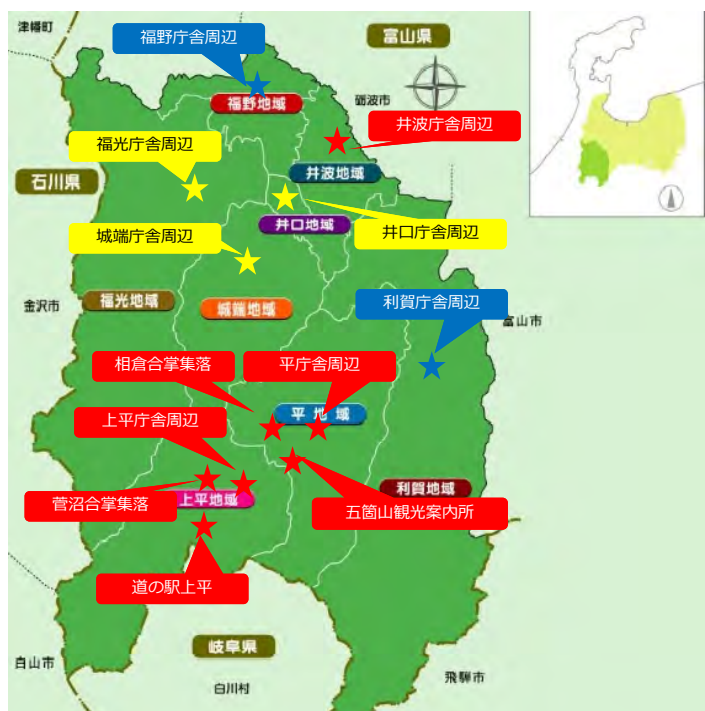 津幡町
福野庁舎周辺
富山県
砺波市
福野地域
井波庁舎周辺
福光庁舎周辺
井波地域
石川県
井口地域
井口庁舎周辺
城端庁舎周辺
金沢市
福光地域
城端地域
利賀庁舎周辺
富山市
相倉合掌集落
平庁舎周辺
上平庁舎周辺
平地域
菅沼合掌集落
上平地域
利賀地域
五箇山観光案内所
道の駅上平
岐阜県
白山市
白川村
飛騨市